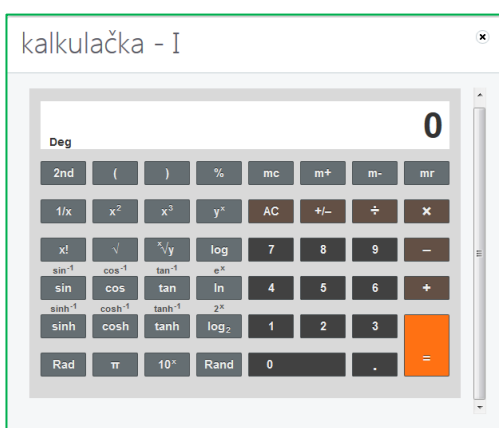 kalkulačka - I
0
Deg
2nd ( ) % mc m+ m- mr
1/x x² x³ yˣ AC +/– ÷ ×
x! √ ˣ√y log 7 8 9 –
sin⁻¹ cos⁻¹ tan⁻¹ eˣ
sin cos tan ln 4 5 6 +
sinh⁻¹ cosh⁻¹ tanh⁻¹ 2ˣ
sinh cosh tanh log₂ 1 2 3 =
Rad π 10ˣ Rand 0 .